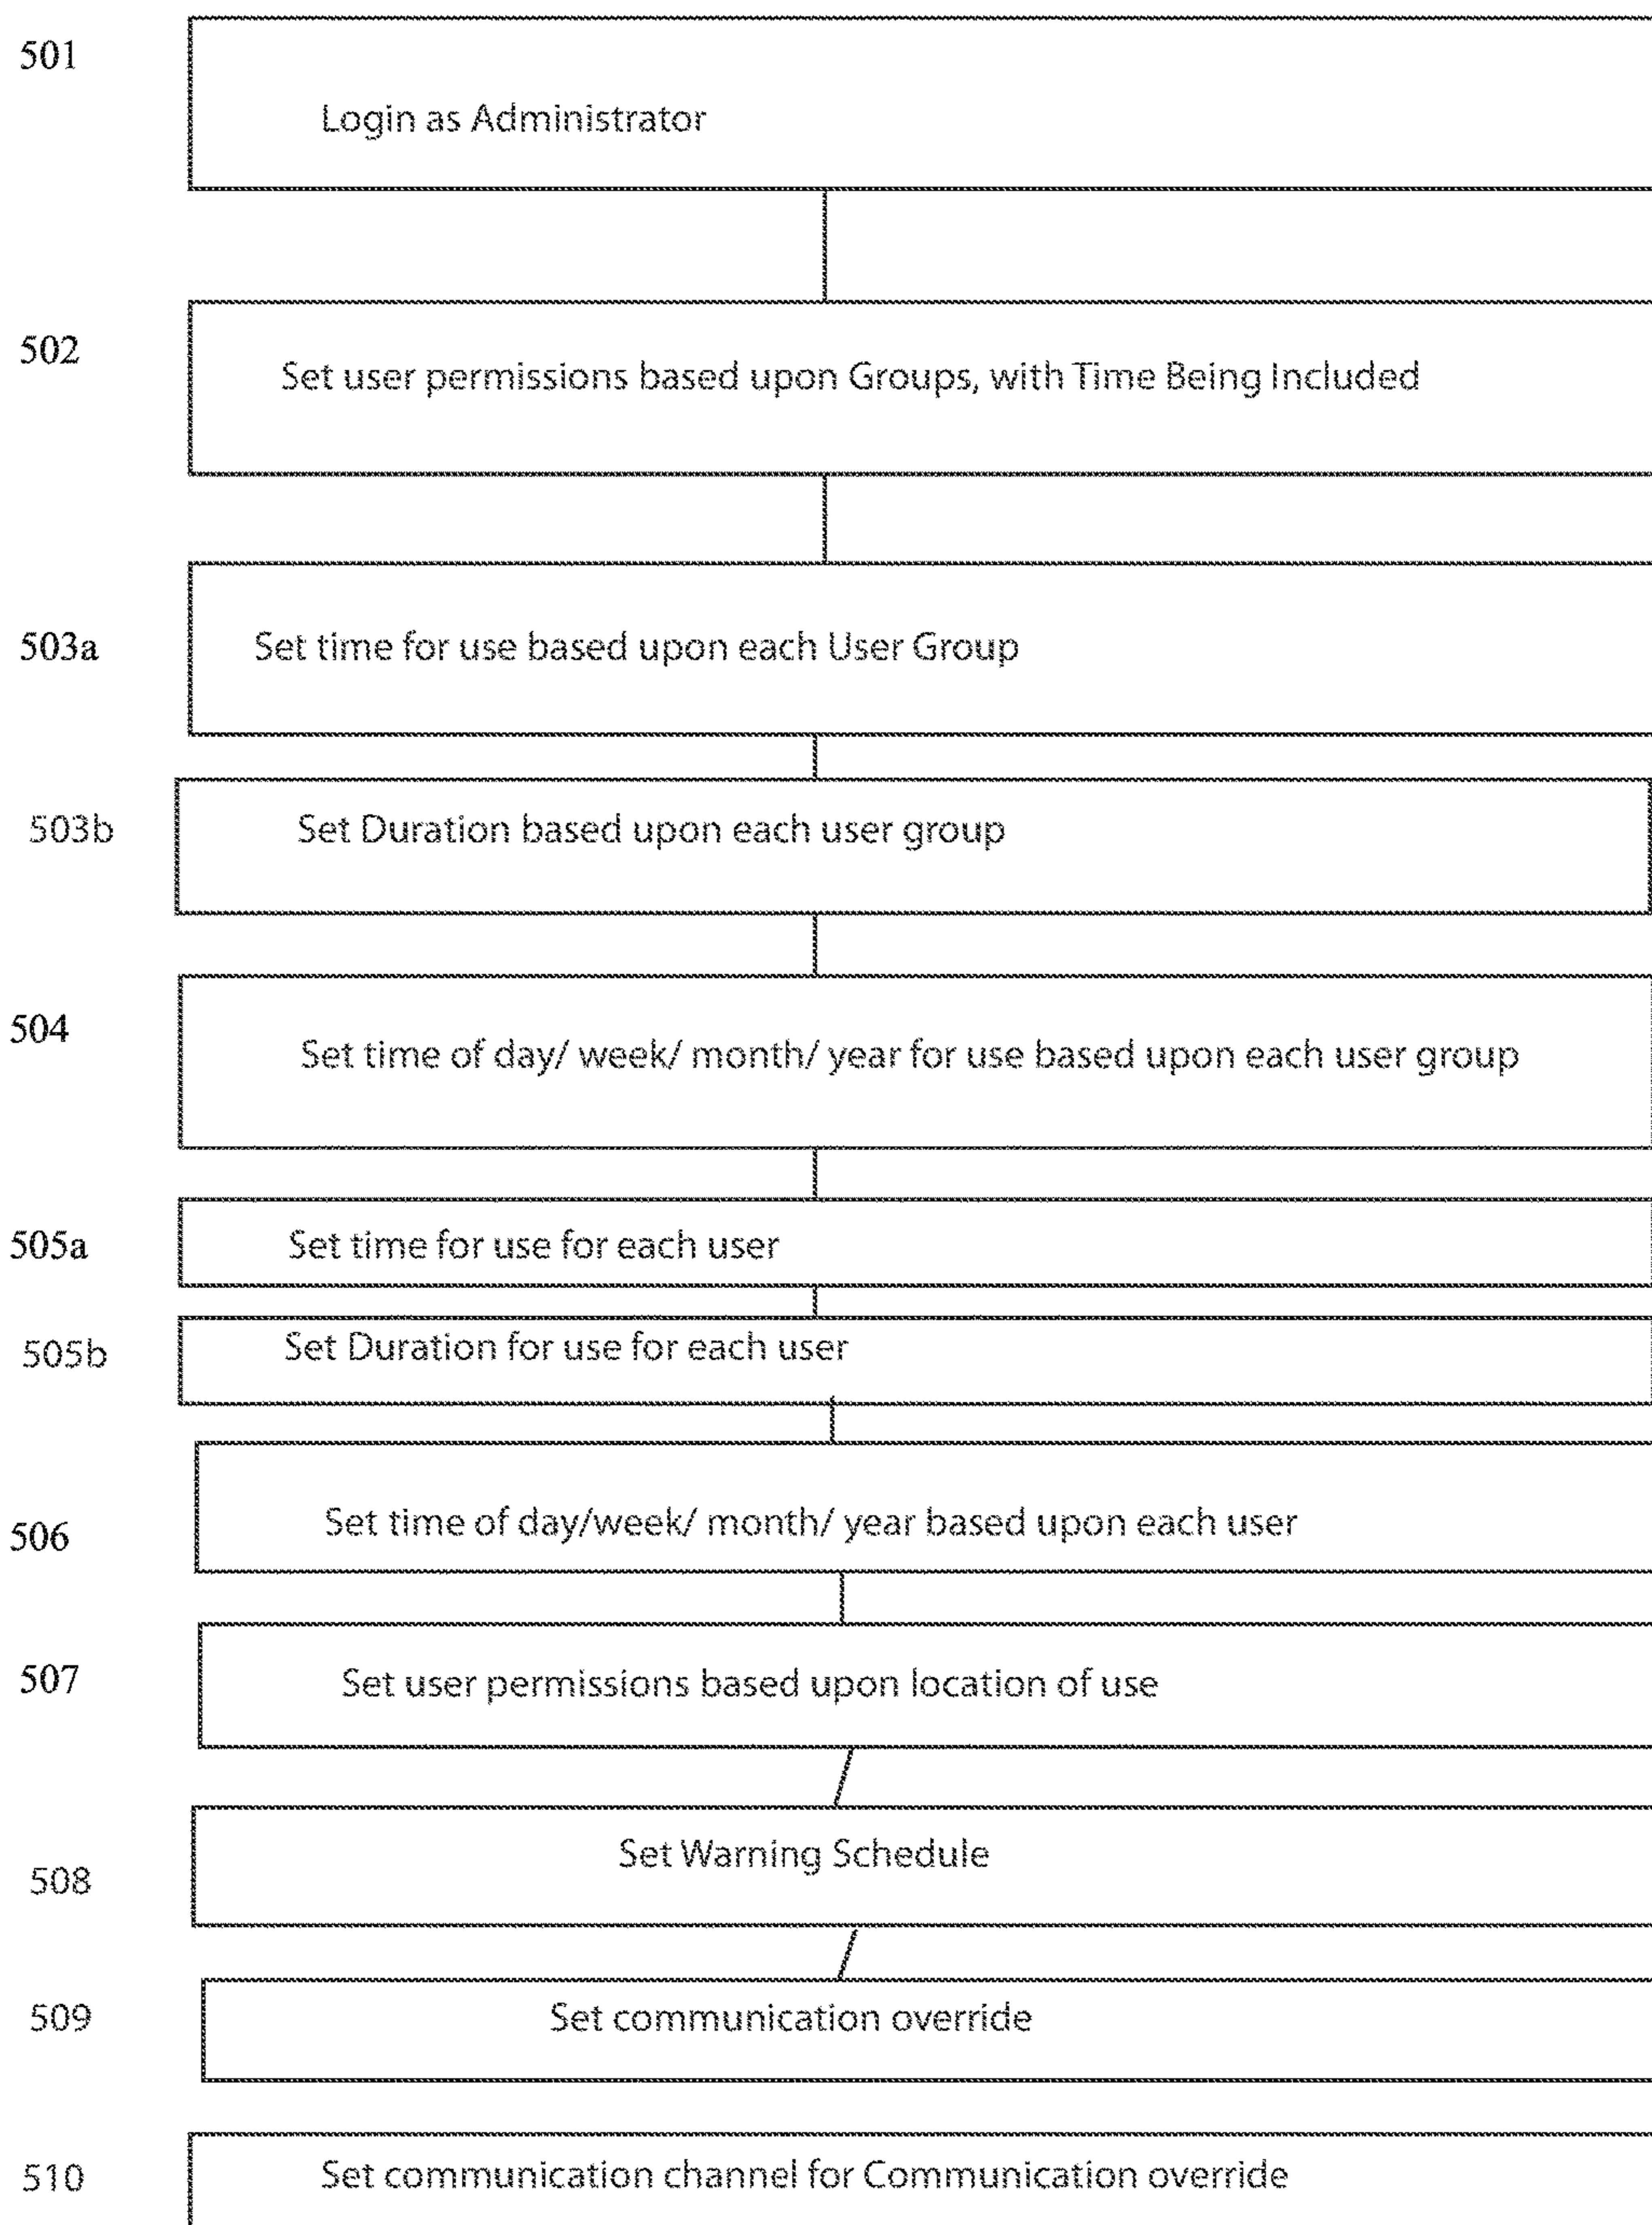 501
Login as Administrator
502
Set user permissions based upon Groups, with Time Being Included
503a
Set time for use based upon each User Group
503b
Set Duration based upon each user group
504
Set time of day/ week/ month/ year for use based upon each user group
505a
Set time for use for each user
505b
Set Duration for use for each user
506
Set time of day/week/ month/ year based upon each user
507
Set user permissions based upon location of use
508
Set Warning Schedule
509
Set communication override
510
Set communication channel for Communication override